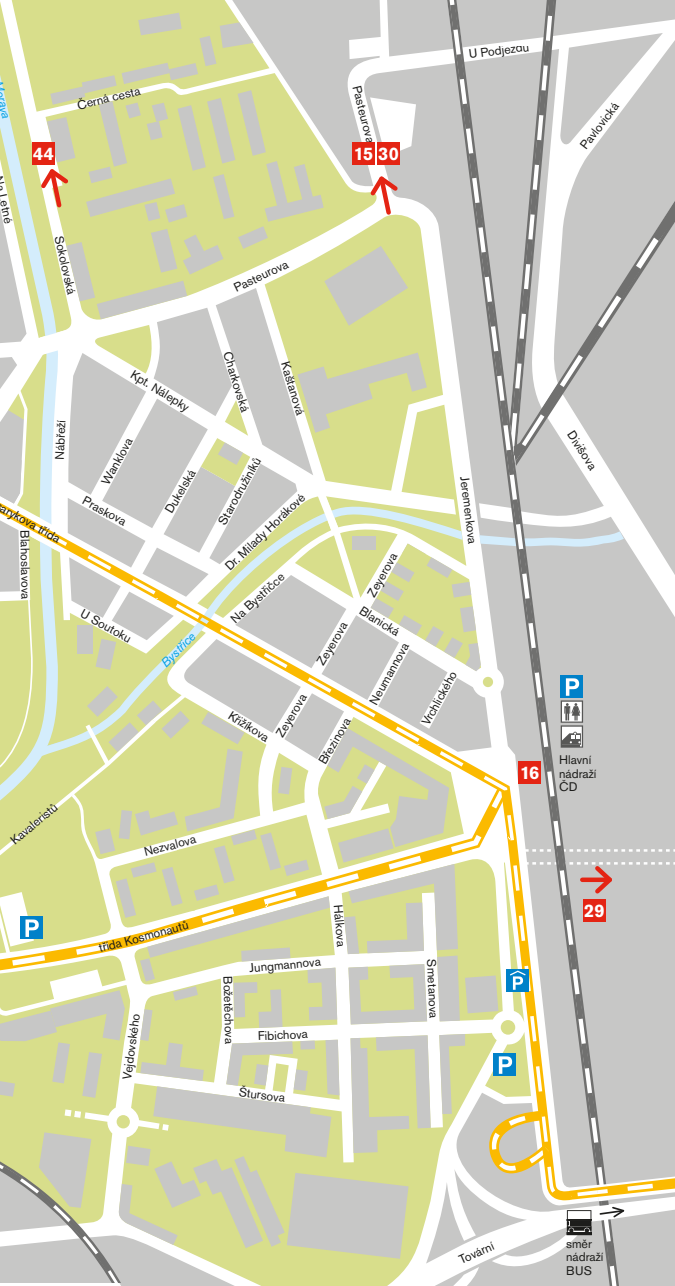 U Podjezdu
Morava
Černá cesta
Pasteurova
Pavlovická
44
15 30
Na Letné
Sokolovská
Pasteurova
Kpt. Nálepky
Charkovská
Kaštanová
Nábřeží
Wanklova
Dukelská
Starodružiníků
Divišova
Praskova
Dr. Milady Horákové
Jeremenkova
arykova třída
Blahoslavova
Na Bystřičce
Zeyerova
U Soutoku
Bystřice
Blanická
Zeyerova
Neumannova
Vrchlického
P
Zeyerova
Křižíkova
Březinova
16
Hlavní
nádraží
ČD
Kavaleristů
Nezvalova
29
P
třída Kosmonautů
Hálkova
Jungmannova
Smetanova
P
Božetěchova
Fibichova
Vejdovského
P
Štursova
Tovární
směr
nádraží
BUS